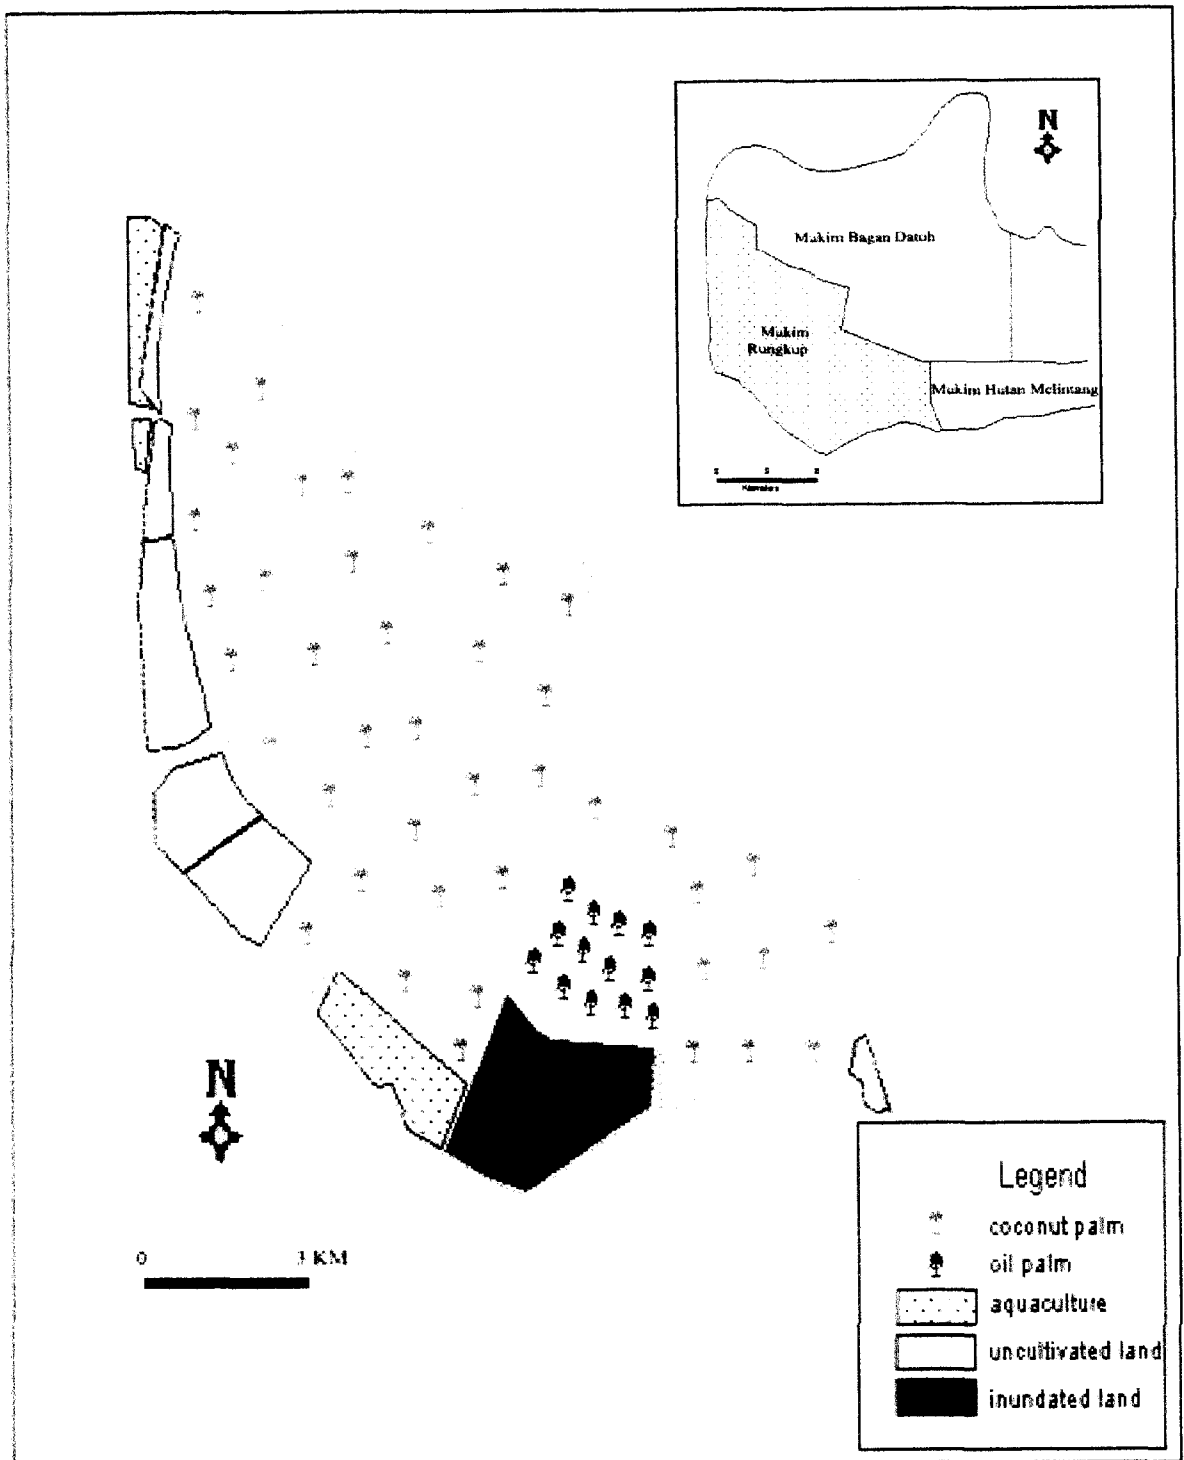 N
Mukim Bagan Datoh
Mukim
Rungkup
Mukim Hutan Melintang
Kilometers
N
0 3 KM
Legend
coconut palm
oil palm
aquaculture
uncultivated land
inundated land